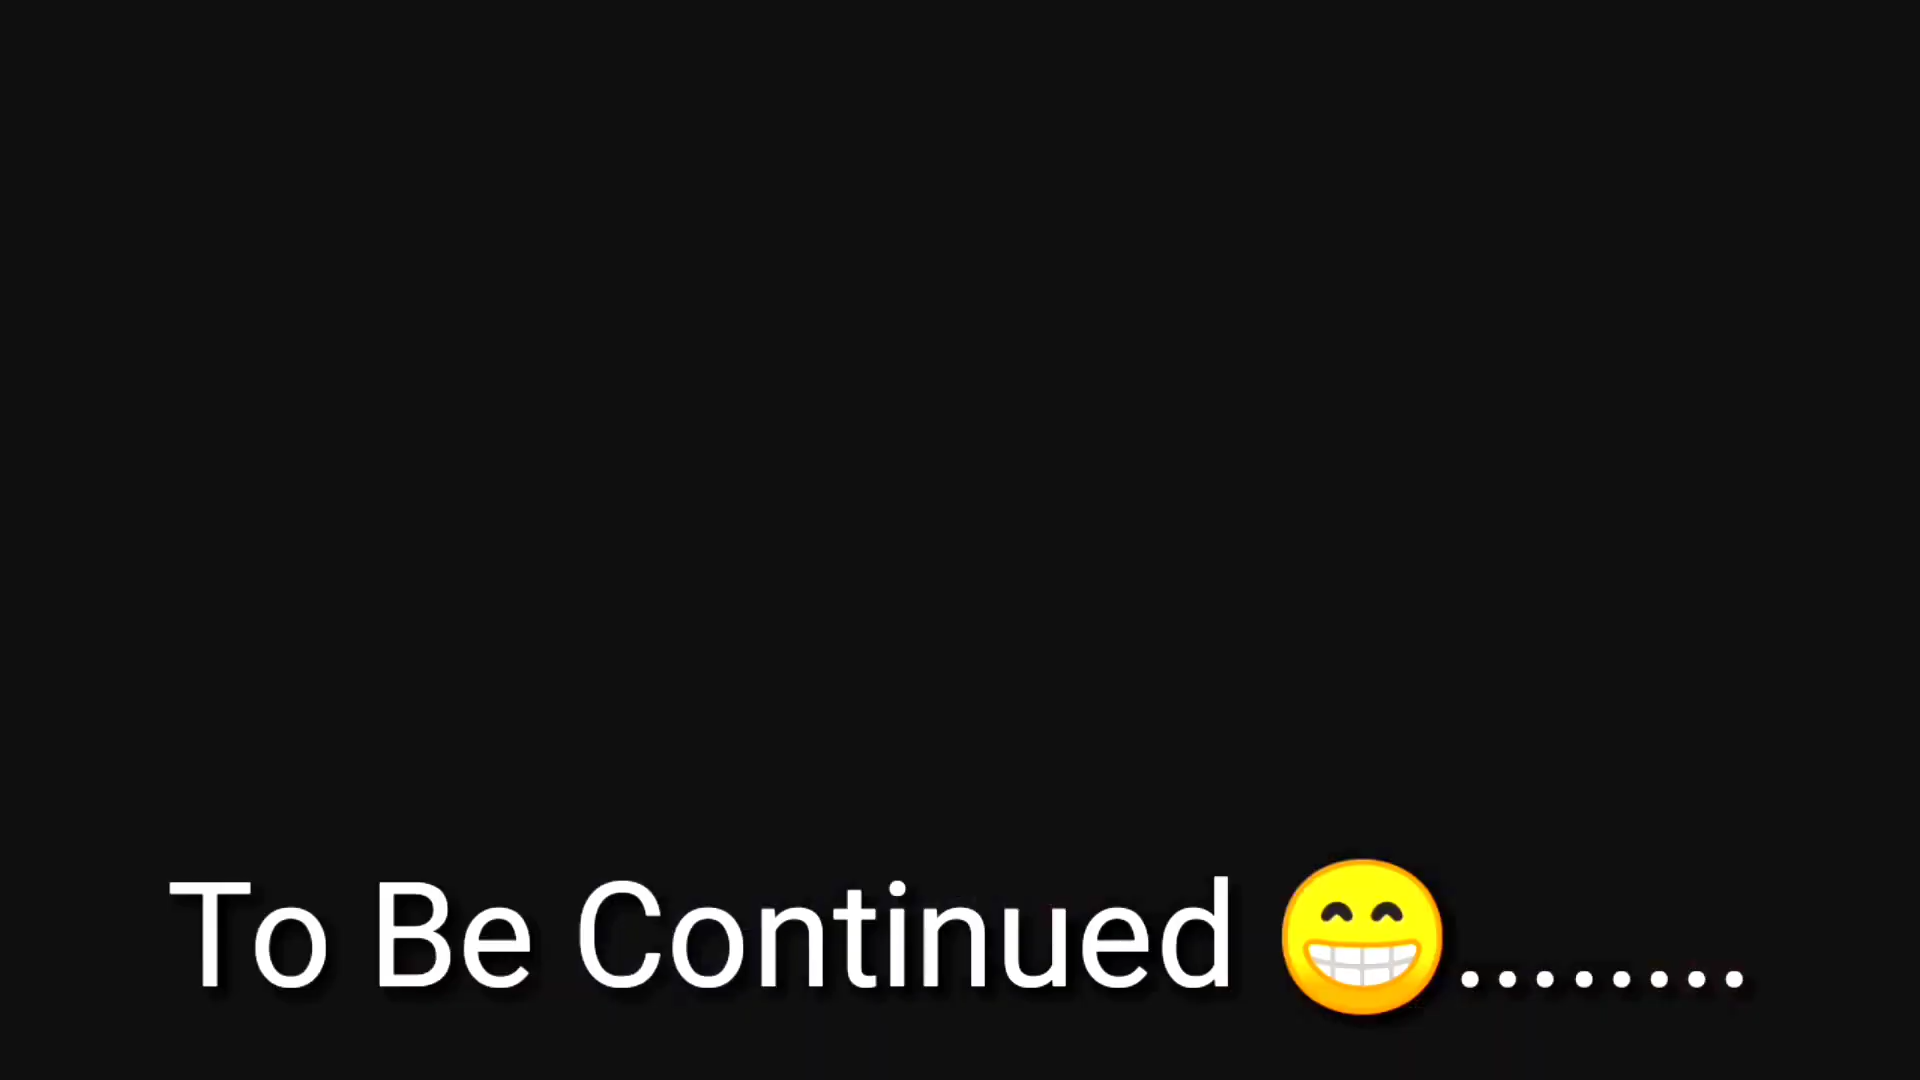 To Be Continued 😁........